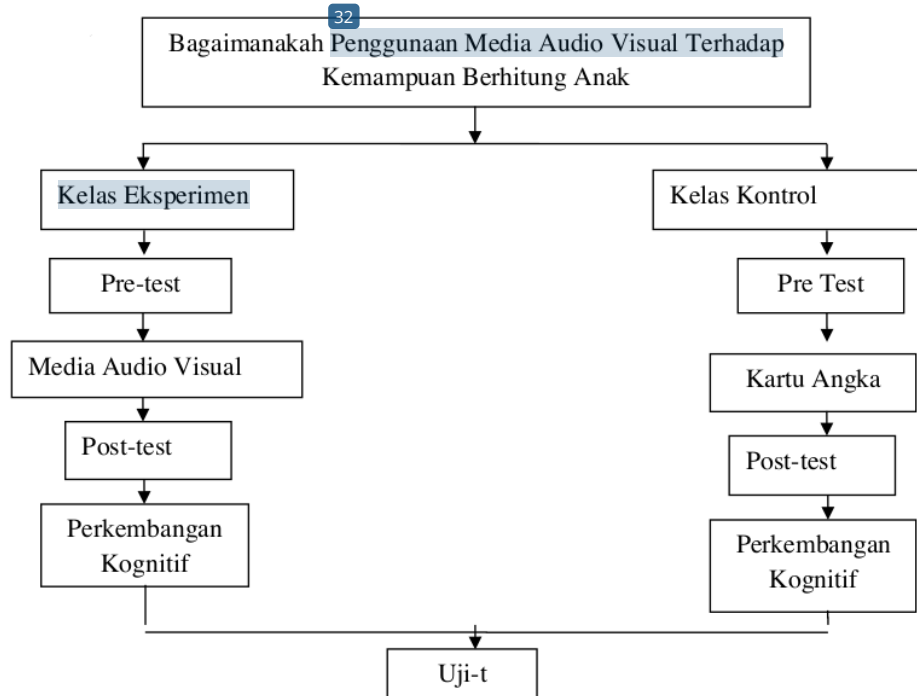 32
Bagaimanakah Penggunaan Media Audio Visual Terhadap
Kemampuan Berhitung Anak
Kelas Eksperimen
Kelas Kontrol
Pre-test
Pre Test
Media Audio Visual
Kartu Angka
Post-test
Post-test
Perkembangan
Kognitif
Perkembangan
Kognitif
Uji-t